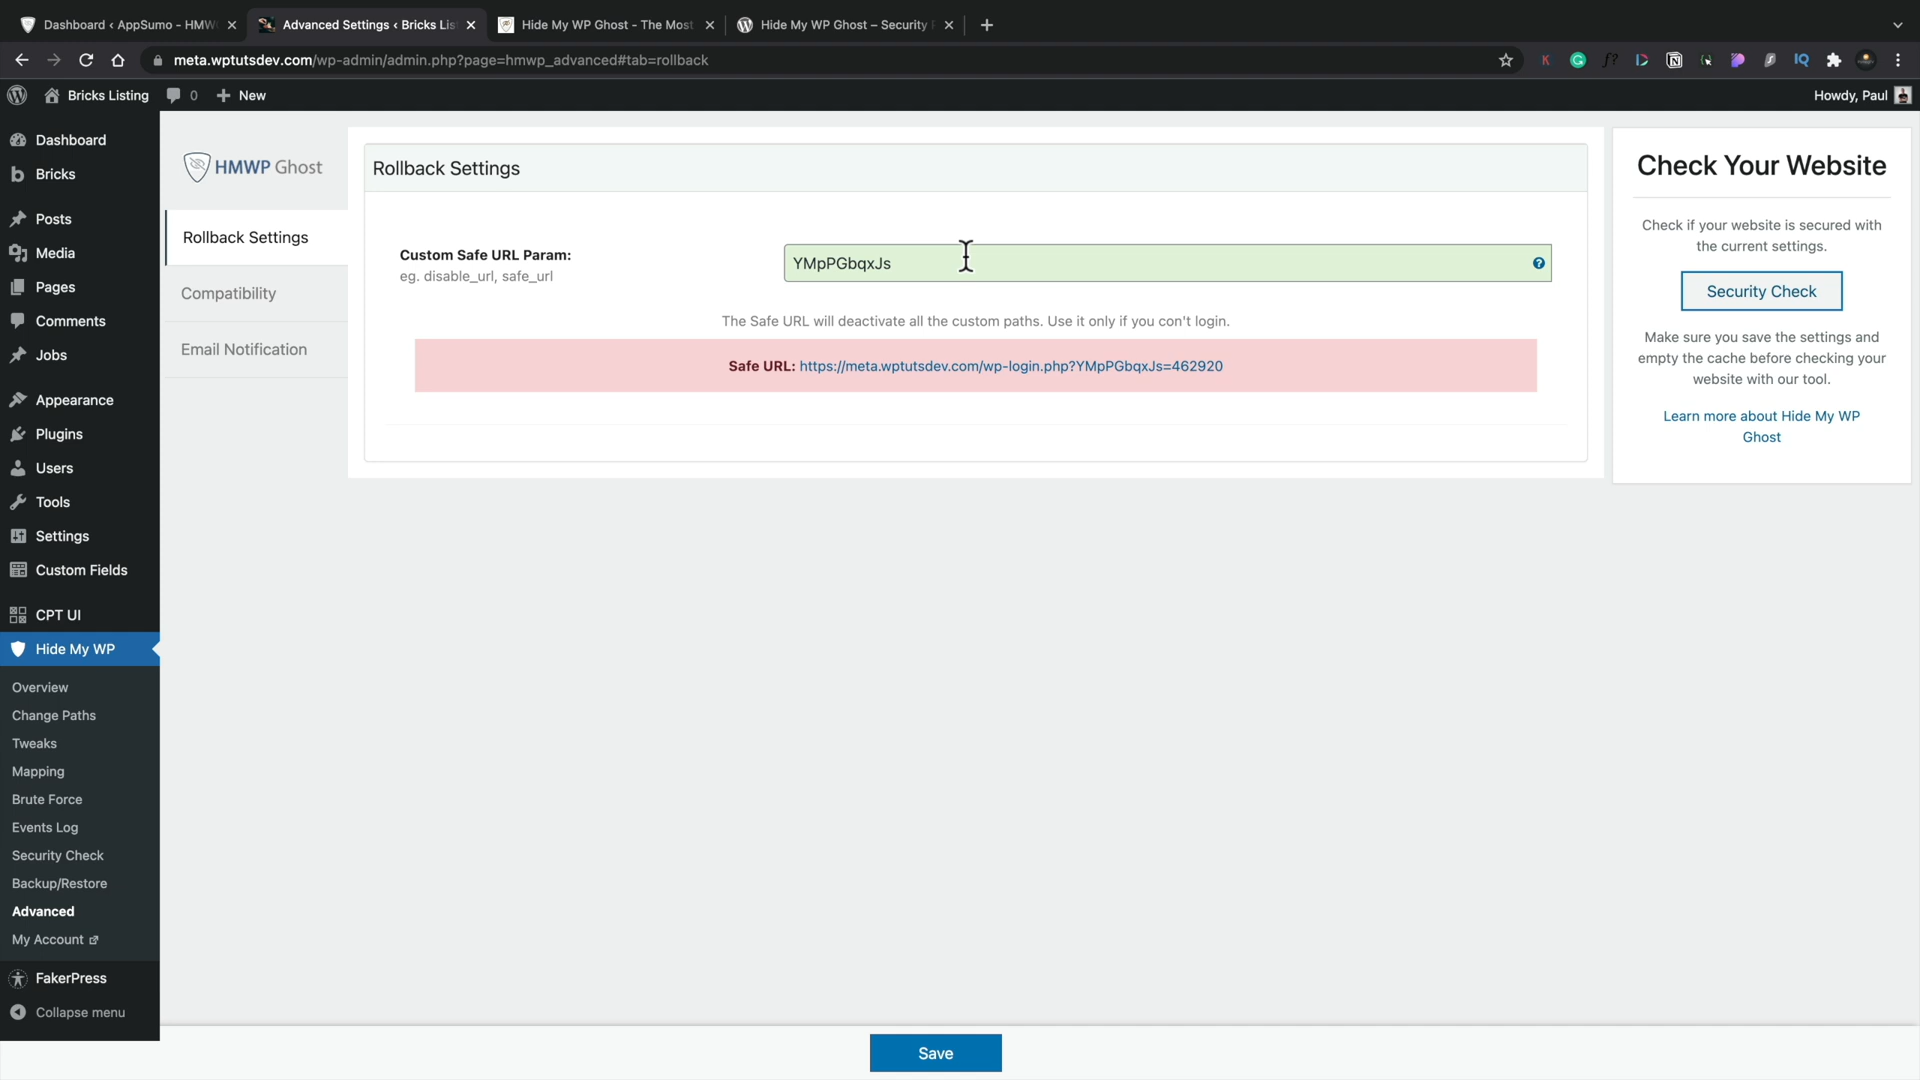 Dashboard < AppSumo - HMW
Advanced Settings < Bricks Lis
Hide My WP Ghost - The Most
Hide My WP Ghost – Security P
meta.wptutsdev.com/wp-admin/admin.php?page=hmwp_advanced#tab=rollback
Bricks Listing
0
New
Howdy, Paul
Dashboard
Bricks
Posts
Media
Pages
Comments
Jobs
Appearance
Plugins
Users
Tools
Settings
Custom Fields
CPT UI
Hide My WP
Overview
Change Paths
Tweaks
Mapping
Brute Force
Events Log
Security Check
Backup/Restore
Advanced
My Account
FakerPress
Collapse menu
HMWP Ghost
Rollback Settings
Compatibility
Email Notification
Rollback Settings
Custom Safe URL Param:
eg. disable_url, safe_url
YMpPGbqxJs
The Safe URL will deactivate all the custom paths. Use it only if you con't login.
Safe URL: https://meta.wptutsdev.com/wp-login.php?YMpPGbqxJs=462920
Check Your Website
Check if your website is secured with
the current settings.
Security Check
Make sure you save the settings and
empty the cache before checking your
website with our tool.
Learn more about Hide My WP
Ghost
Save